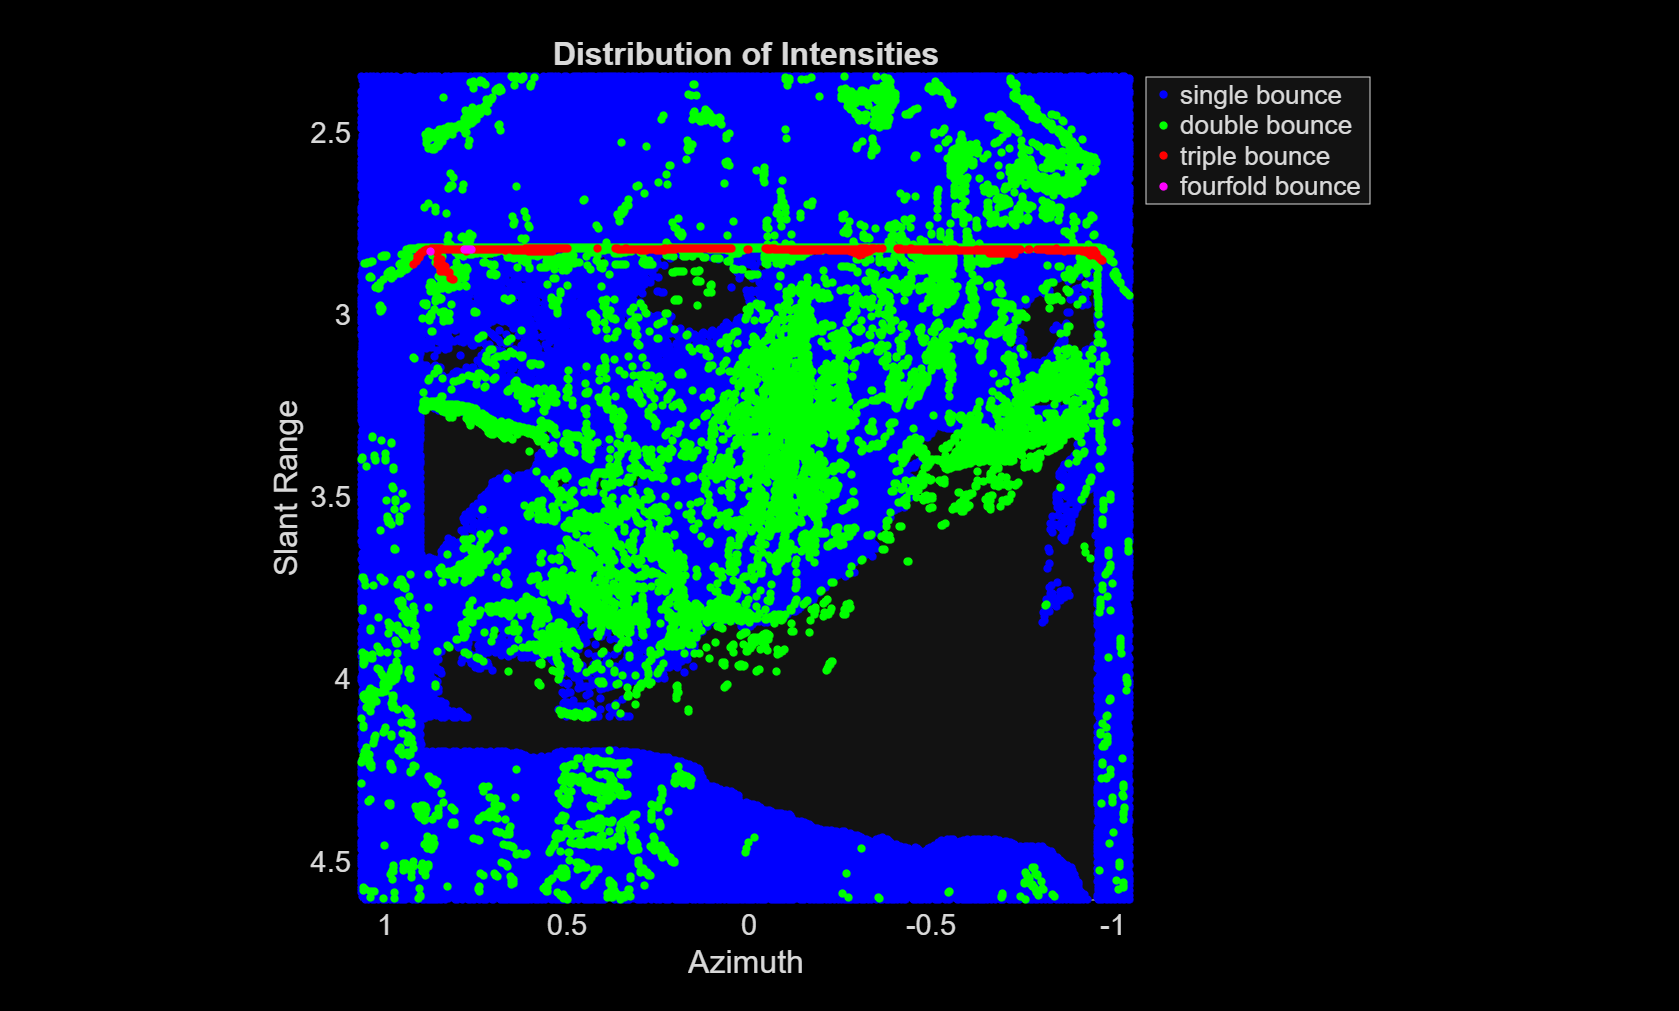 Distribution of Intensities
single bounce
double bounce
triple bounce
fourfold bounce
Slant Range
2.5
3
3.5
4
4.5
1
0.5
0
-0.5
-1
Azimuth